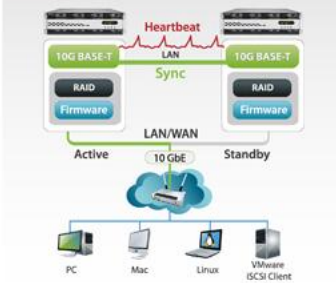 Heartbeat
10G BASE-T
LAN
10G BASE-T
Sync
RAID
RAID
Firmware
Firmware
LAN/WAN
Active
Standby
10 GbE
PC
Mac
Linux
VMware
iSCSI Client